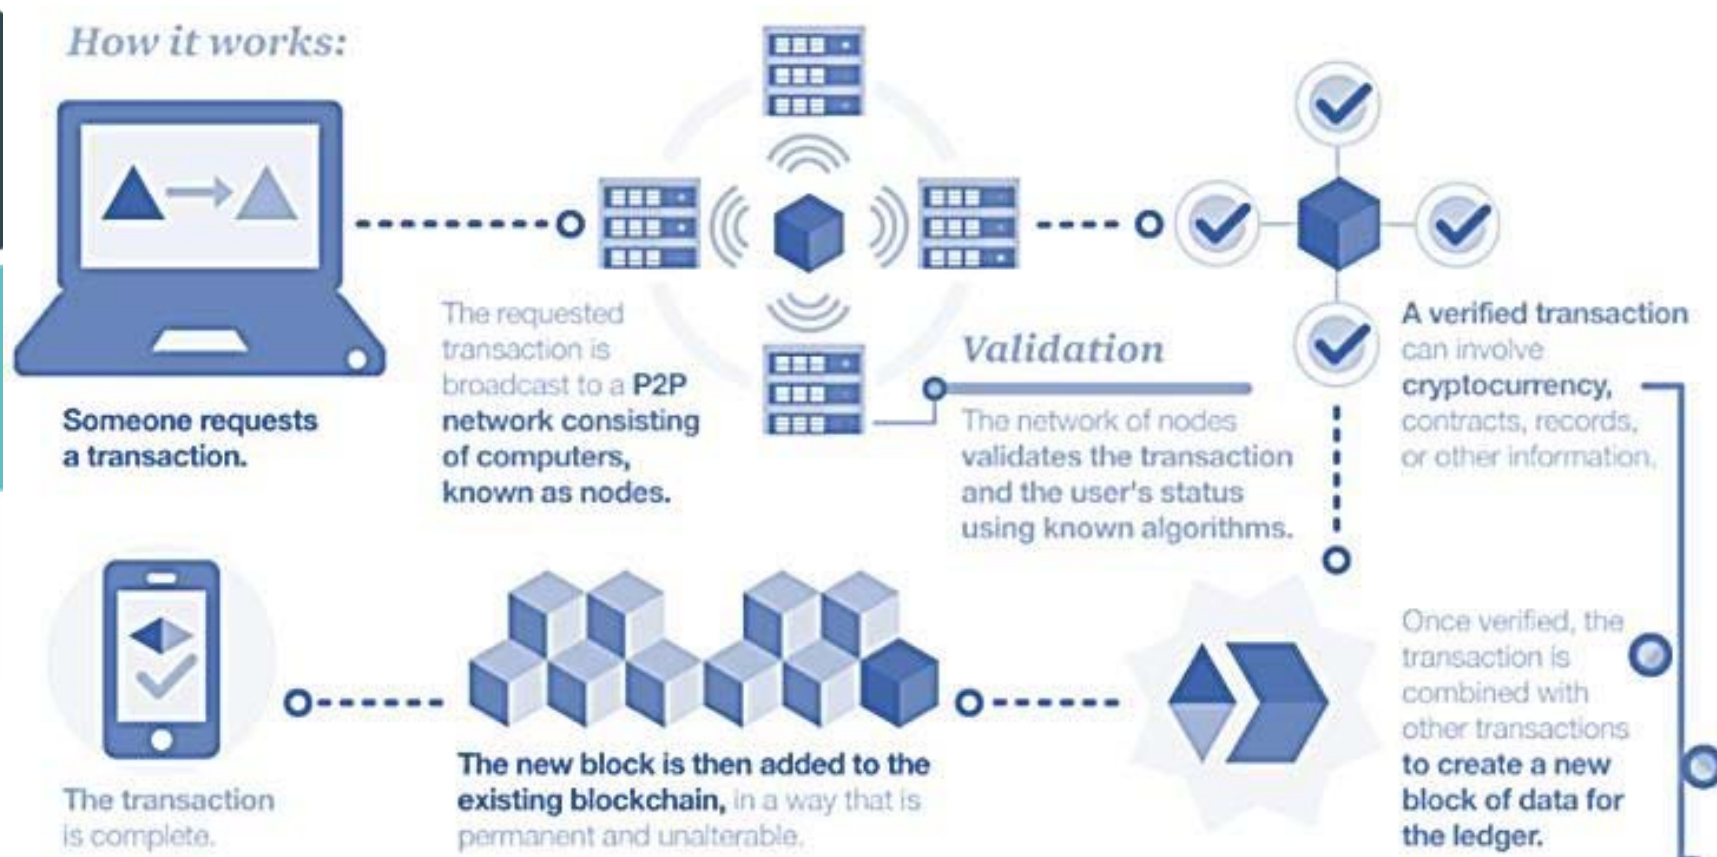 How it works:
Someone requests
a transaction.
The requested
transaction is
broadcast to a P2P
network consisting
of computers,
known as nodes.
Validation
The network of nodes
validates the transaction
and the user's status
using known algorithms.
A verified transaction
can involve
cryptocurrency,
contracts, records,
or other information.
Once verified, the
transaction is
combined with
other transactions
to create a new
block of data for
the ledger.
The new block is then added to the
existing blockchain, in a way that is
permanent and unalterable.
The transaction
is complete.